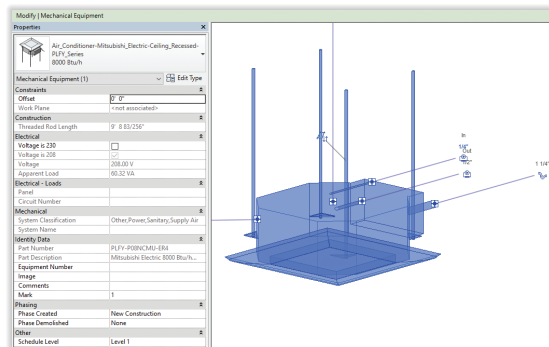 Modify | Mechanical Equipment
Properties
Air_Conditioner-Mitsubishi_Electric-Ceiling_Recessed-
PLFY_Series
8000 Btu/h
Mechanical Equipment (1)
Edit Type
Constraints
Offset 0' 0"
Work Plane <not associated>
Construction
Threaded Rod Length 9' 8 83/256"
Electrical
Voltage is 230
Voltage is 208
Voltage 208.00 V
Apparent Load 60.32 VA
Electrical - Loads
Panel
Circuit Number
Mechanical
System Classification Other,Power,Sanitary,Supply Air
System Name
Identity Data
Part Number PLFY-P08NCMU-ER4
Part Description Mitsubishi Electric 8000 Btu/h...
Equipment Number
Image
Comments
Mark 1
Phasing
Phase Created New Construction
Phase Demolished None
Other
Schedule Level Level 1
In
1/4"
Out
1/2"
1 1/4"